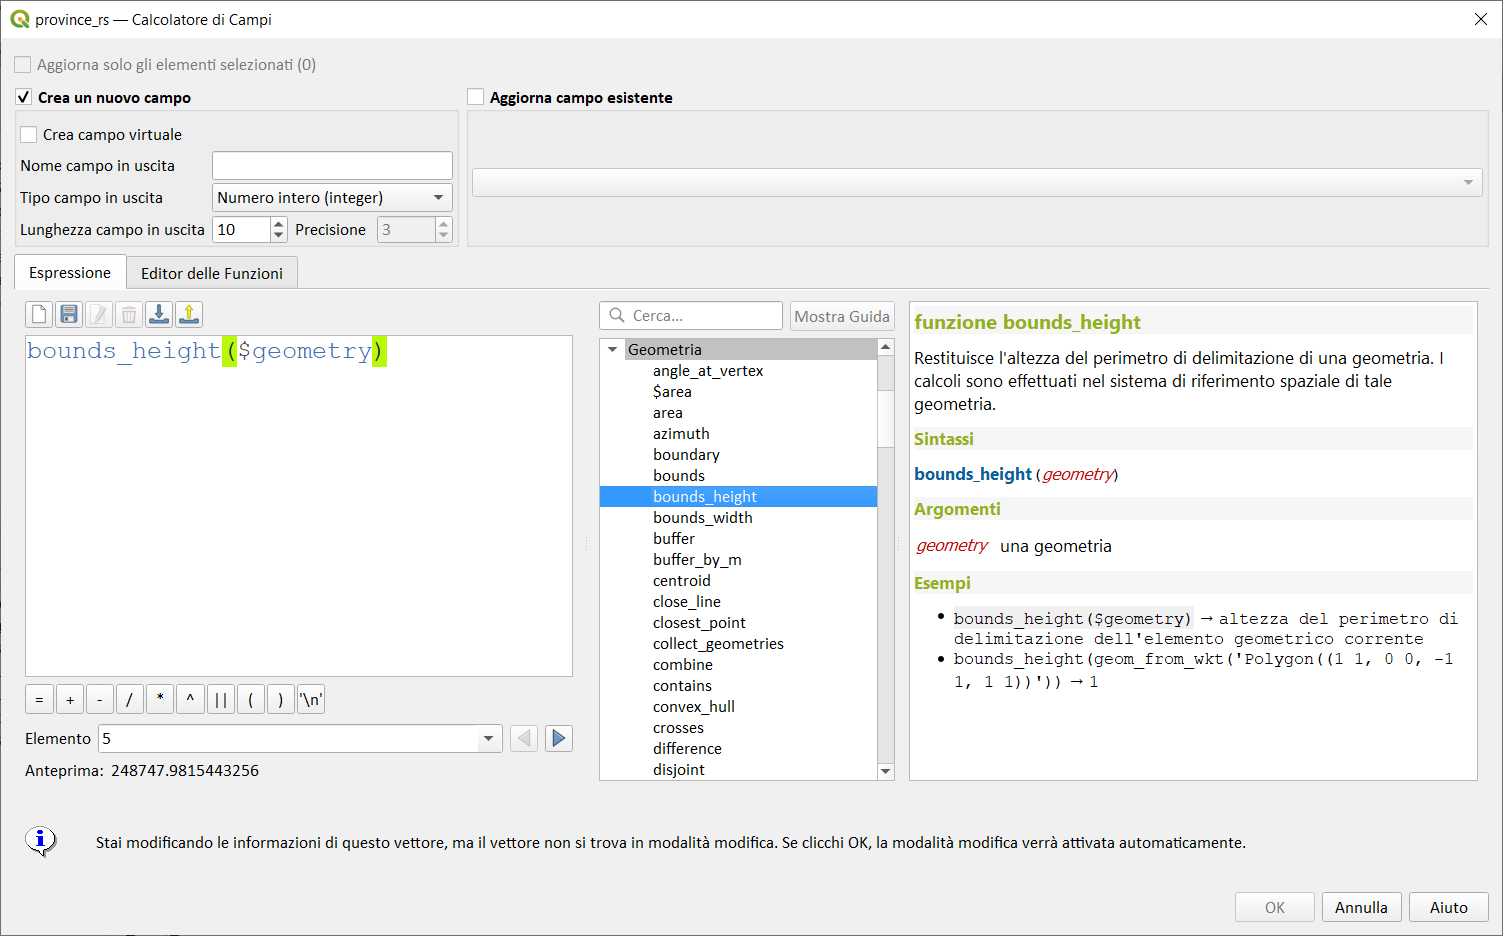 province_rs — Calcolatore di Campi
Aggiorna solo gli elementi selezionati (0)
Crea un nuovo campo
Aggiorna campo esistente
Crea campo virtuale
Nome campo in uscita
Tipo campo in uscita
Numero intero (integer)
Lunghezza campo in uscita
10
Precisione
3
Espressione
Editor delle Funzioni
bounds_height($geometry)
= + - / * ^ || ( ) '\n'
Elemento 5
Anteprima: 248747.9815443256
Cerca...
Mostra Guida
Geometria
angle_at_vertex
$area
area
azimuth
boundary
bounds
bounds_height
bounds_width
buffer
buffer_by_m
centroid
close_line
closest_point
collect_geometries
combine
contains
convex_hull
crosses
difference
disjoint
funzione bounds_height
Restituisce l'altezza del perimetro di delimitazione di una geometria. I
calcoli sono effettuati nel sistema di riferimento spaziale di tale
geometria.
Sintassi
bounds_height(geometry)
Argomenti
geometry una geometria
Esempi
• bounds_height($geometry) → altezza del perimetro di
delimitazione dell'elemento geometrico corrente
• bounds_height(geom_from_wkt('Polygon((1 1, 0 0, -1
1, 1 1))')) → 1
Stai modificando le informazioni di questo vettore, ma il vettore non si trova in modalità modifica. Se clicchi OK, la modalità modifica verrà attivata automaticamente.
OK
Annulla
Aiuto